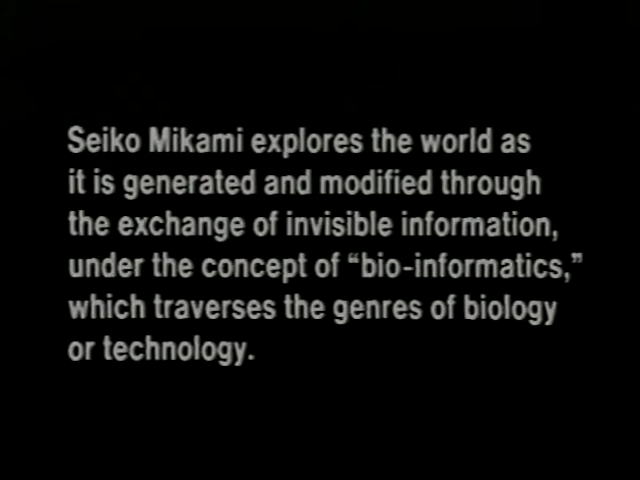 Seiko Mikami explores the world as
it is generated and modified through
the exchange of invisible information,
under the concept of “bio-informatics,”
which traverses the genres of biology
or technology.